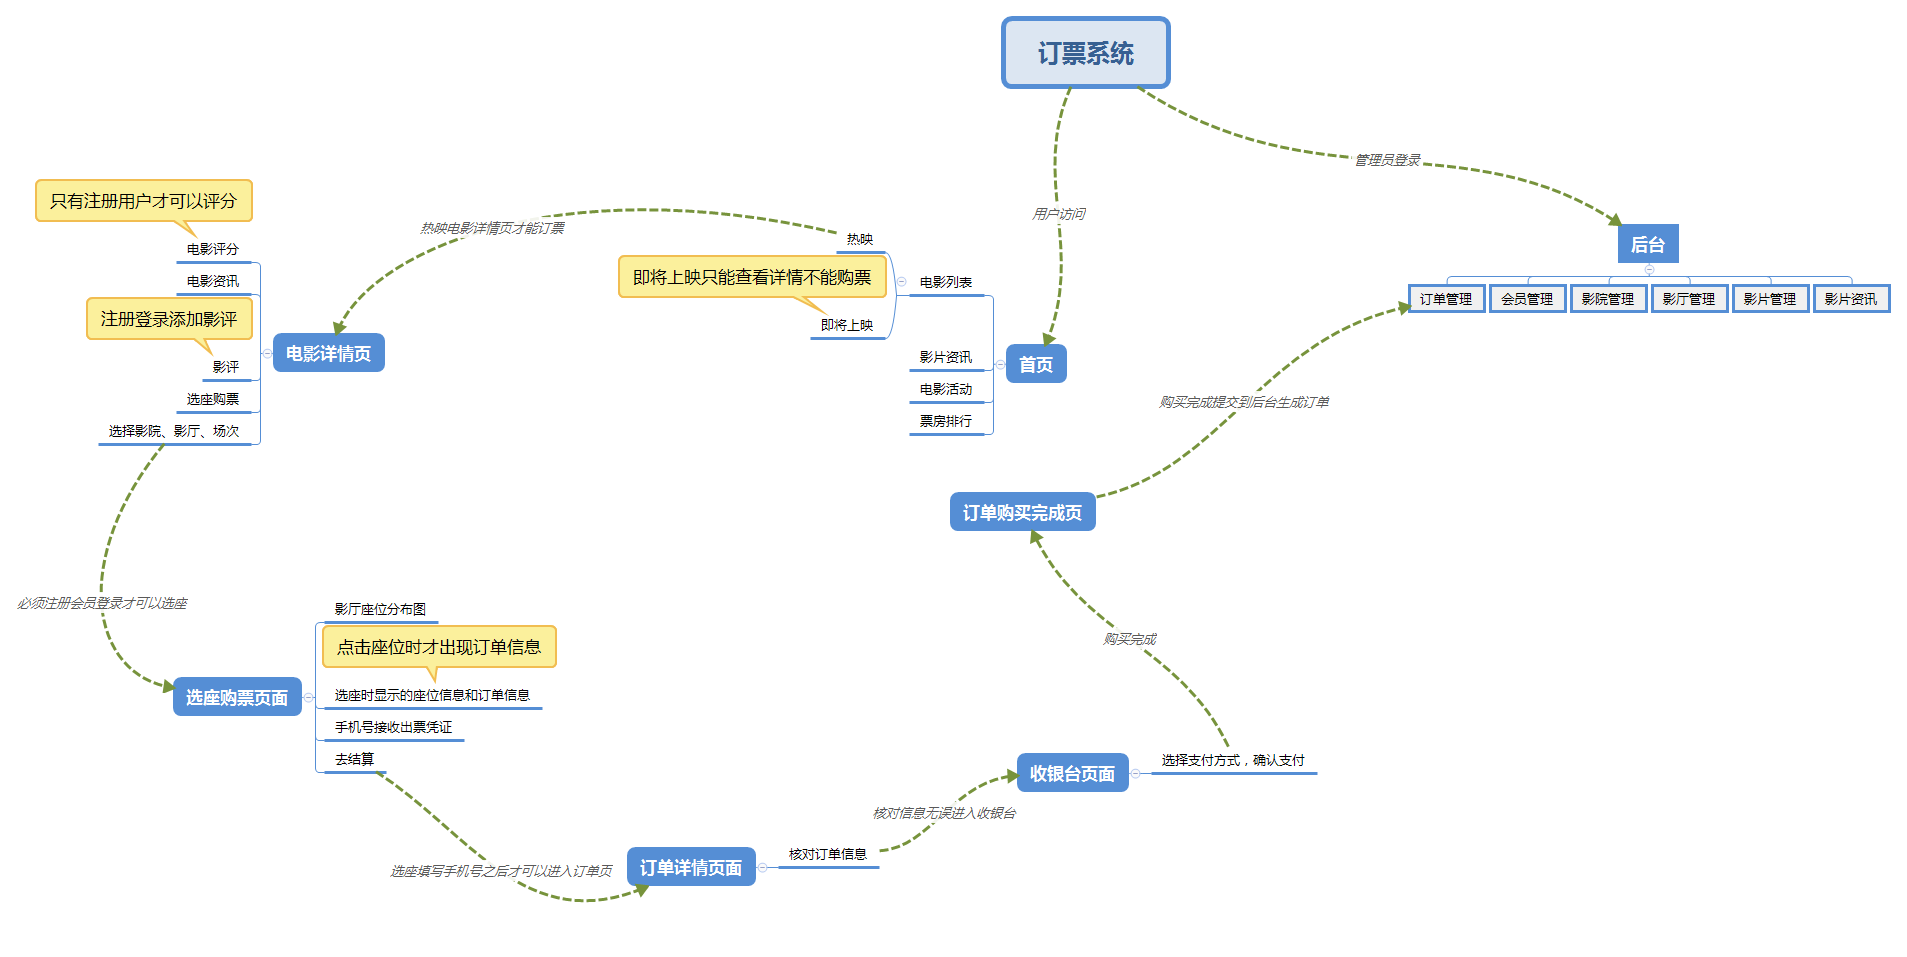 订票系统
管理员登录
用户访问
后台
订单管理
会员管理
影院管理
影厅管理
影片管理
影片资讯
热映电影详情页才能订票
热映
即将上映只能查看详情不能购票
即将上映
电影列表
影片资讯
电影活动
票房排行
首页
只有注册用户才可以评分
电影评分
电影资讯
注册登录添加影评
影评
选座购票
选择影院、影厅、场次
电影详情页
购买完成提交到后台生成订单
订单购买完成页
必须注册会员登录才可以选座
影厅座位分布图
点击座位时才出现订单信息
选座时显示的座位信息和订单信息
手机号接收出票凭证
去结算
选座购票页面
购买完成
收银台页面
选择支付方式，确认支付
核对信息无误进入收银台
选座填写手机号之后才可以进入订单页
订单详情页面
核对订单信息